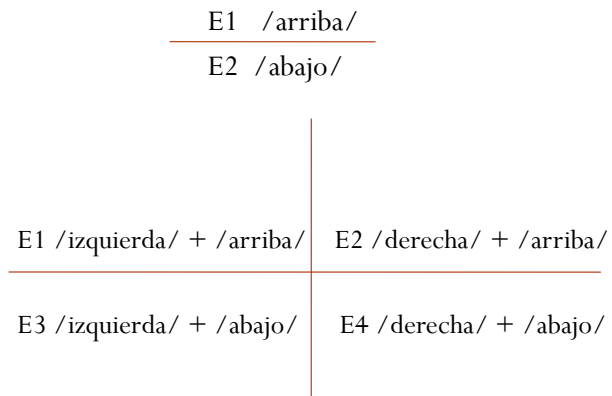 E1 /arriba/
E2 /abajo/
E1 /izquierda/ + /arriba/ E2 /derecha/ + /arriba/
E3 /izquierda/ + /abajo/ E4 /derecha/ + /abajo/